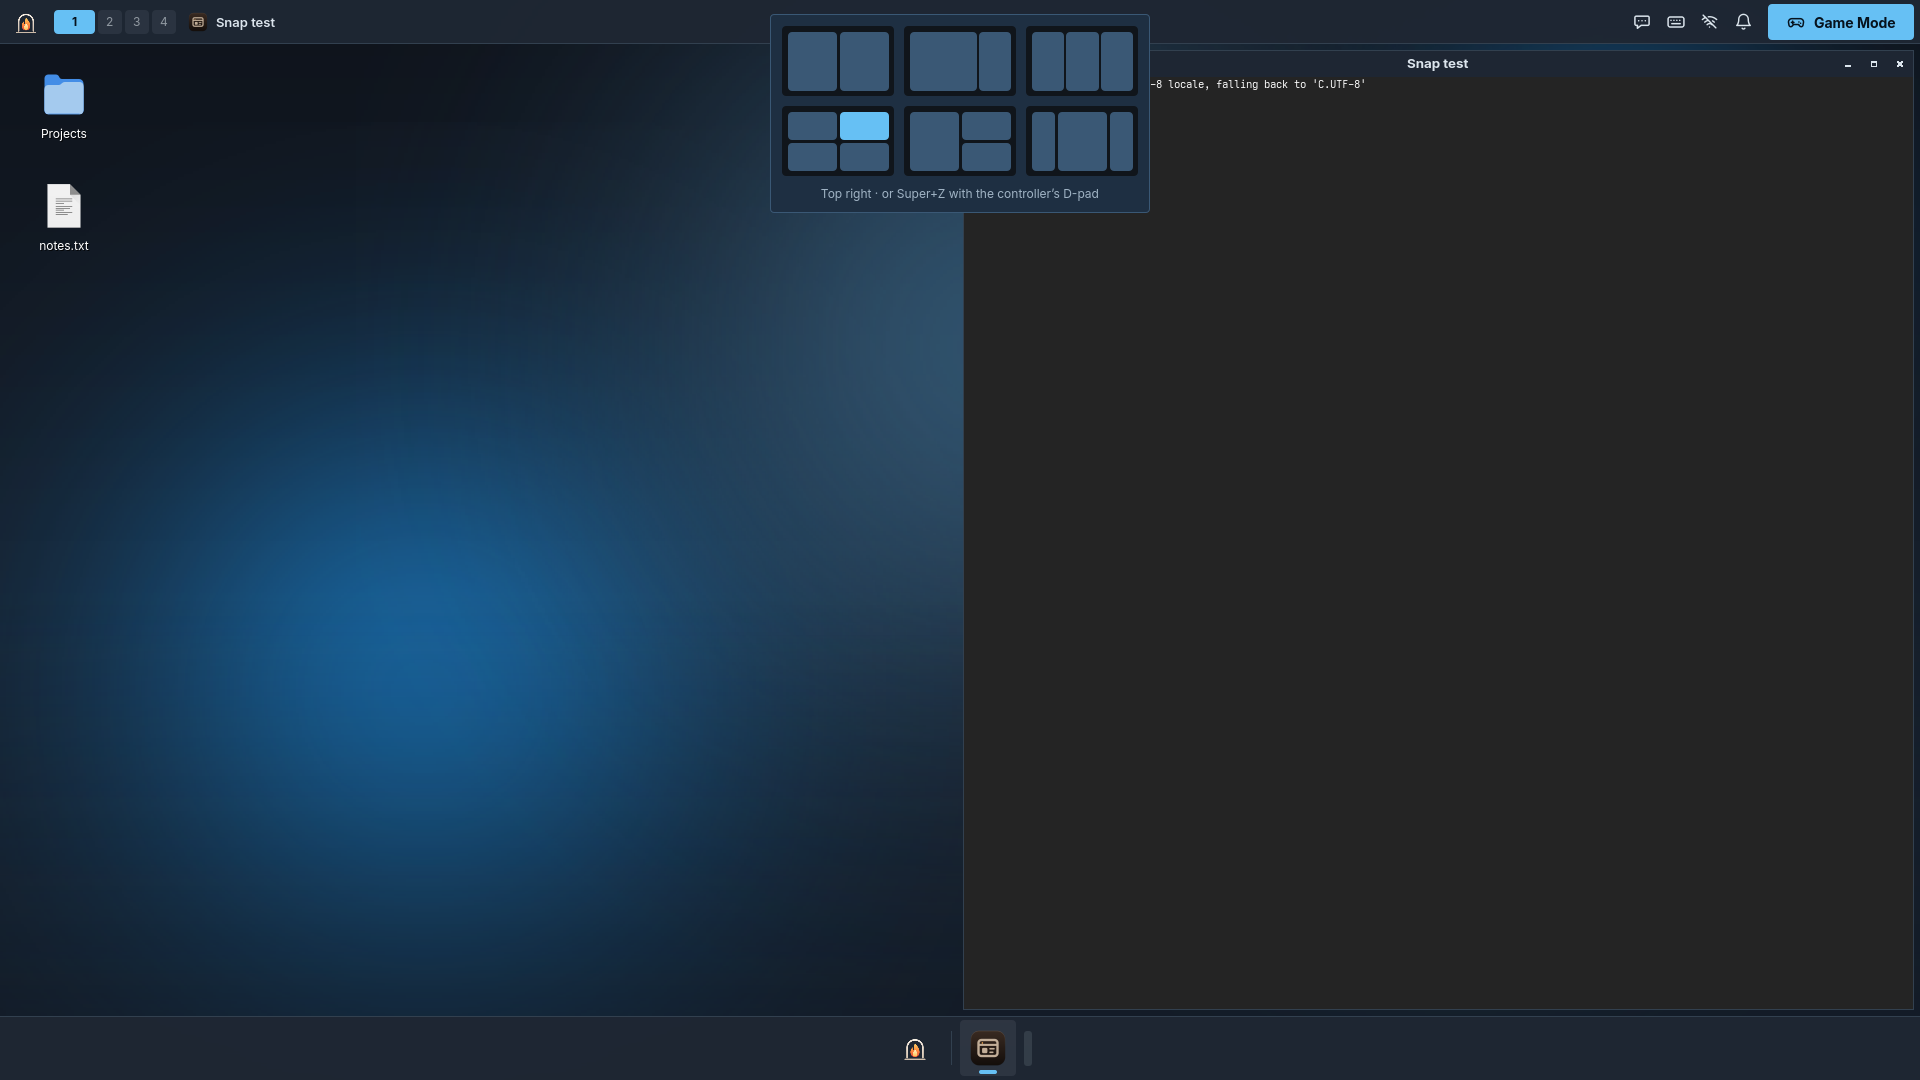 1 2 3 4 Snap test
Game Mode
Snap test
-8 locale, falling back to 'C.UTF-8'
Projects
Top right · or Super+Z with the controller's D-pad
notes.txt